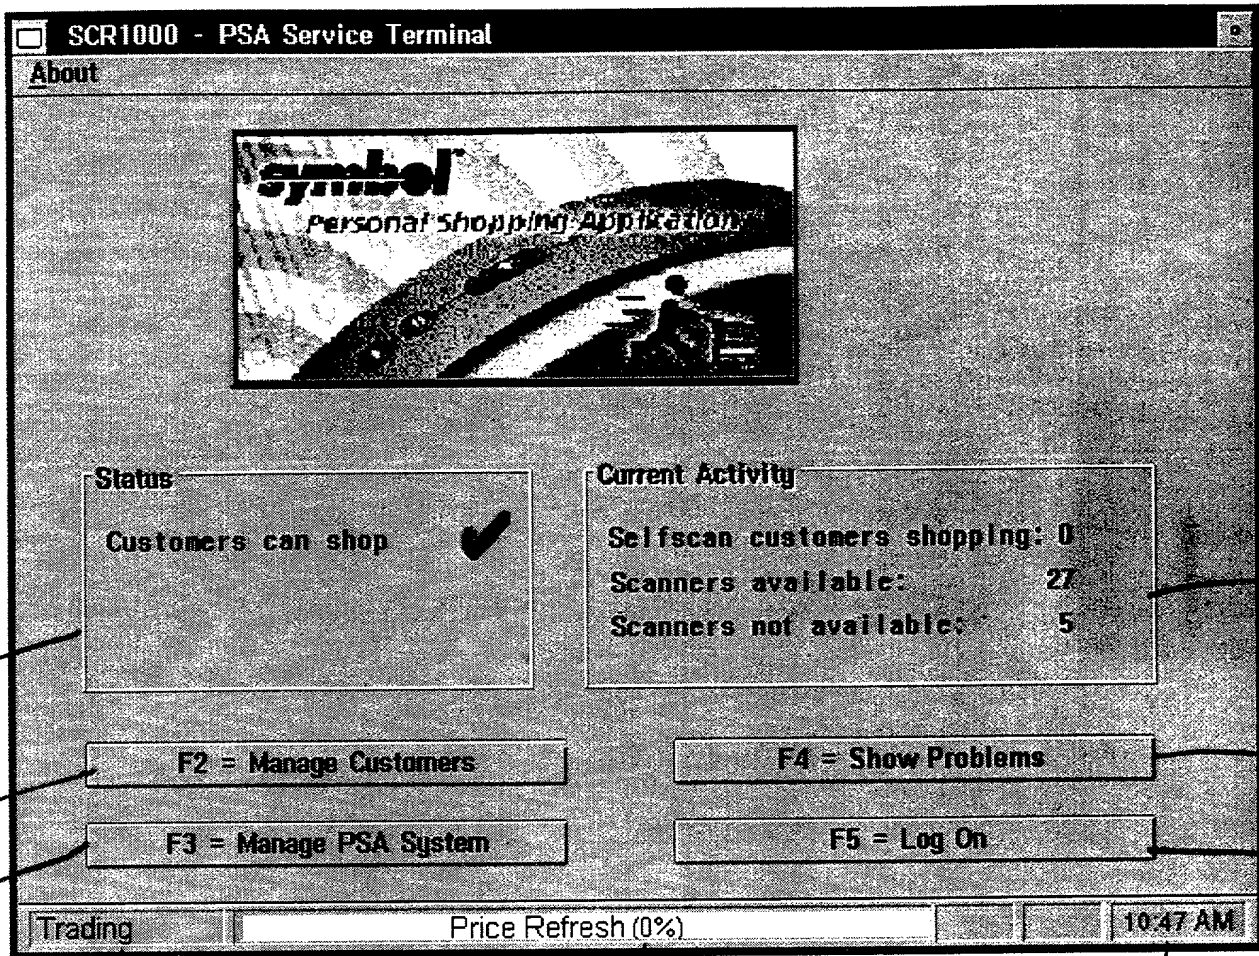 SCR1000 - PSA Service Terminal
About
symbol™
Personal Shopping Application
Status
Customers can shop
Current Activity
Selfscan customers shopping: 0
Scanners available: 27
Scanners not available: 5
F2 = Manage Customers
F4 = Show Problems
F3 = Manage PSA System
F5 = Log On
Trading
Price Refresh (0%)
10:47 AM